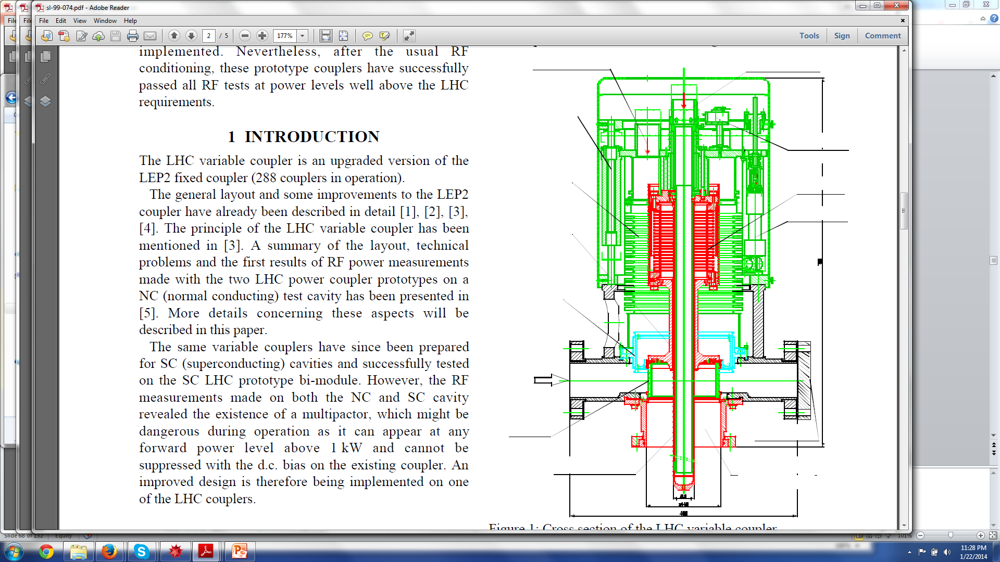 sl-99-074.pdf - Adobe Reader
File Edit View Window Help
2 / 5
177%
Tools Sign Comment
implemented. Nevertheless, after the usual RF
conditioning, these prototype couplers have successfully
passed all RF tests at power levels well above the LHC
requirements.
1 INTRODUCTION
The LHC variable coupler is an upgraded version of the
LEP2 fixed coupler (288 couplers in operation).
The general layout and some improvements to the LEP2
coupler have already been described in detail [1], [2], [3],
[4]. The principle of the LHC variable coupler has been
mentioned in [3]. A summary of the layout, technical
problems and the first results of RF power measurements
made with the two LHC power coupler prototypes on a
NC (normal conducting) test cavity has been presented in
[5]. More details concerning these aspects will be
described in this paper.
The same variable couplers have since been prepared
for SC (superconducting) cavities and successfully tested
on the SC LHC prototype bi-module. However, the RF
measurements made on both the NC and SC cavity
revealed the existence of a multipactor, which might be
dangerous during operation as it can appear at any
forward power level above 1 kW and cannot be
suppressed with the d.c. bias on the existing coupler. An
improved design is therefore being implemented on one
of the LHC couplers.
Figure 1: Cross section of the LHC variable coupler
Slide 68 of 132 Equity
101%
11:28 PM
1/22/2014